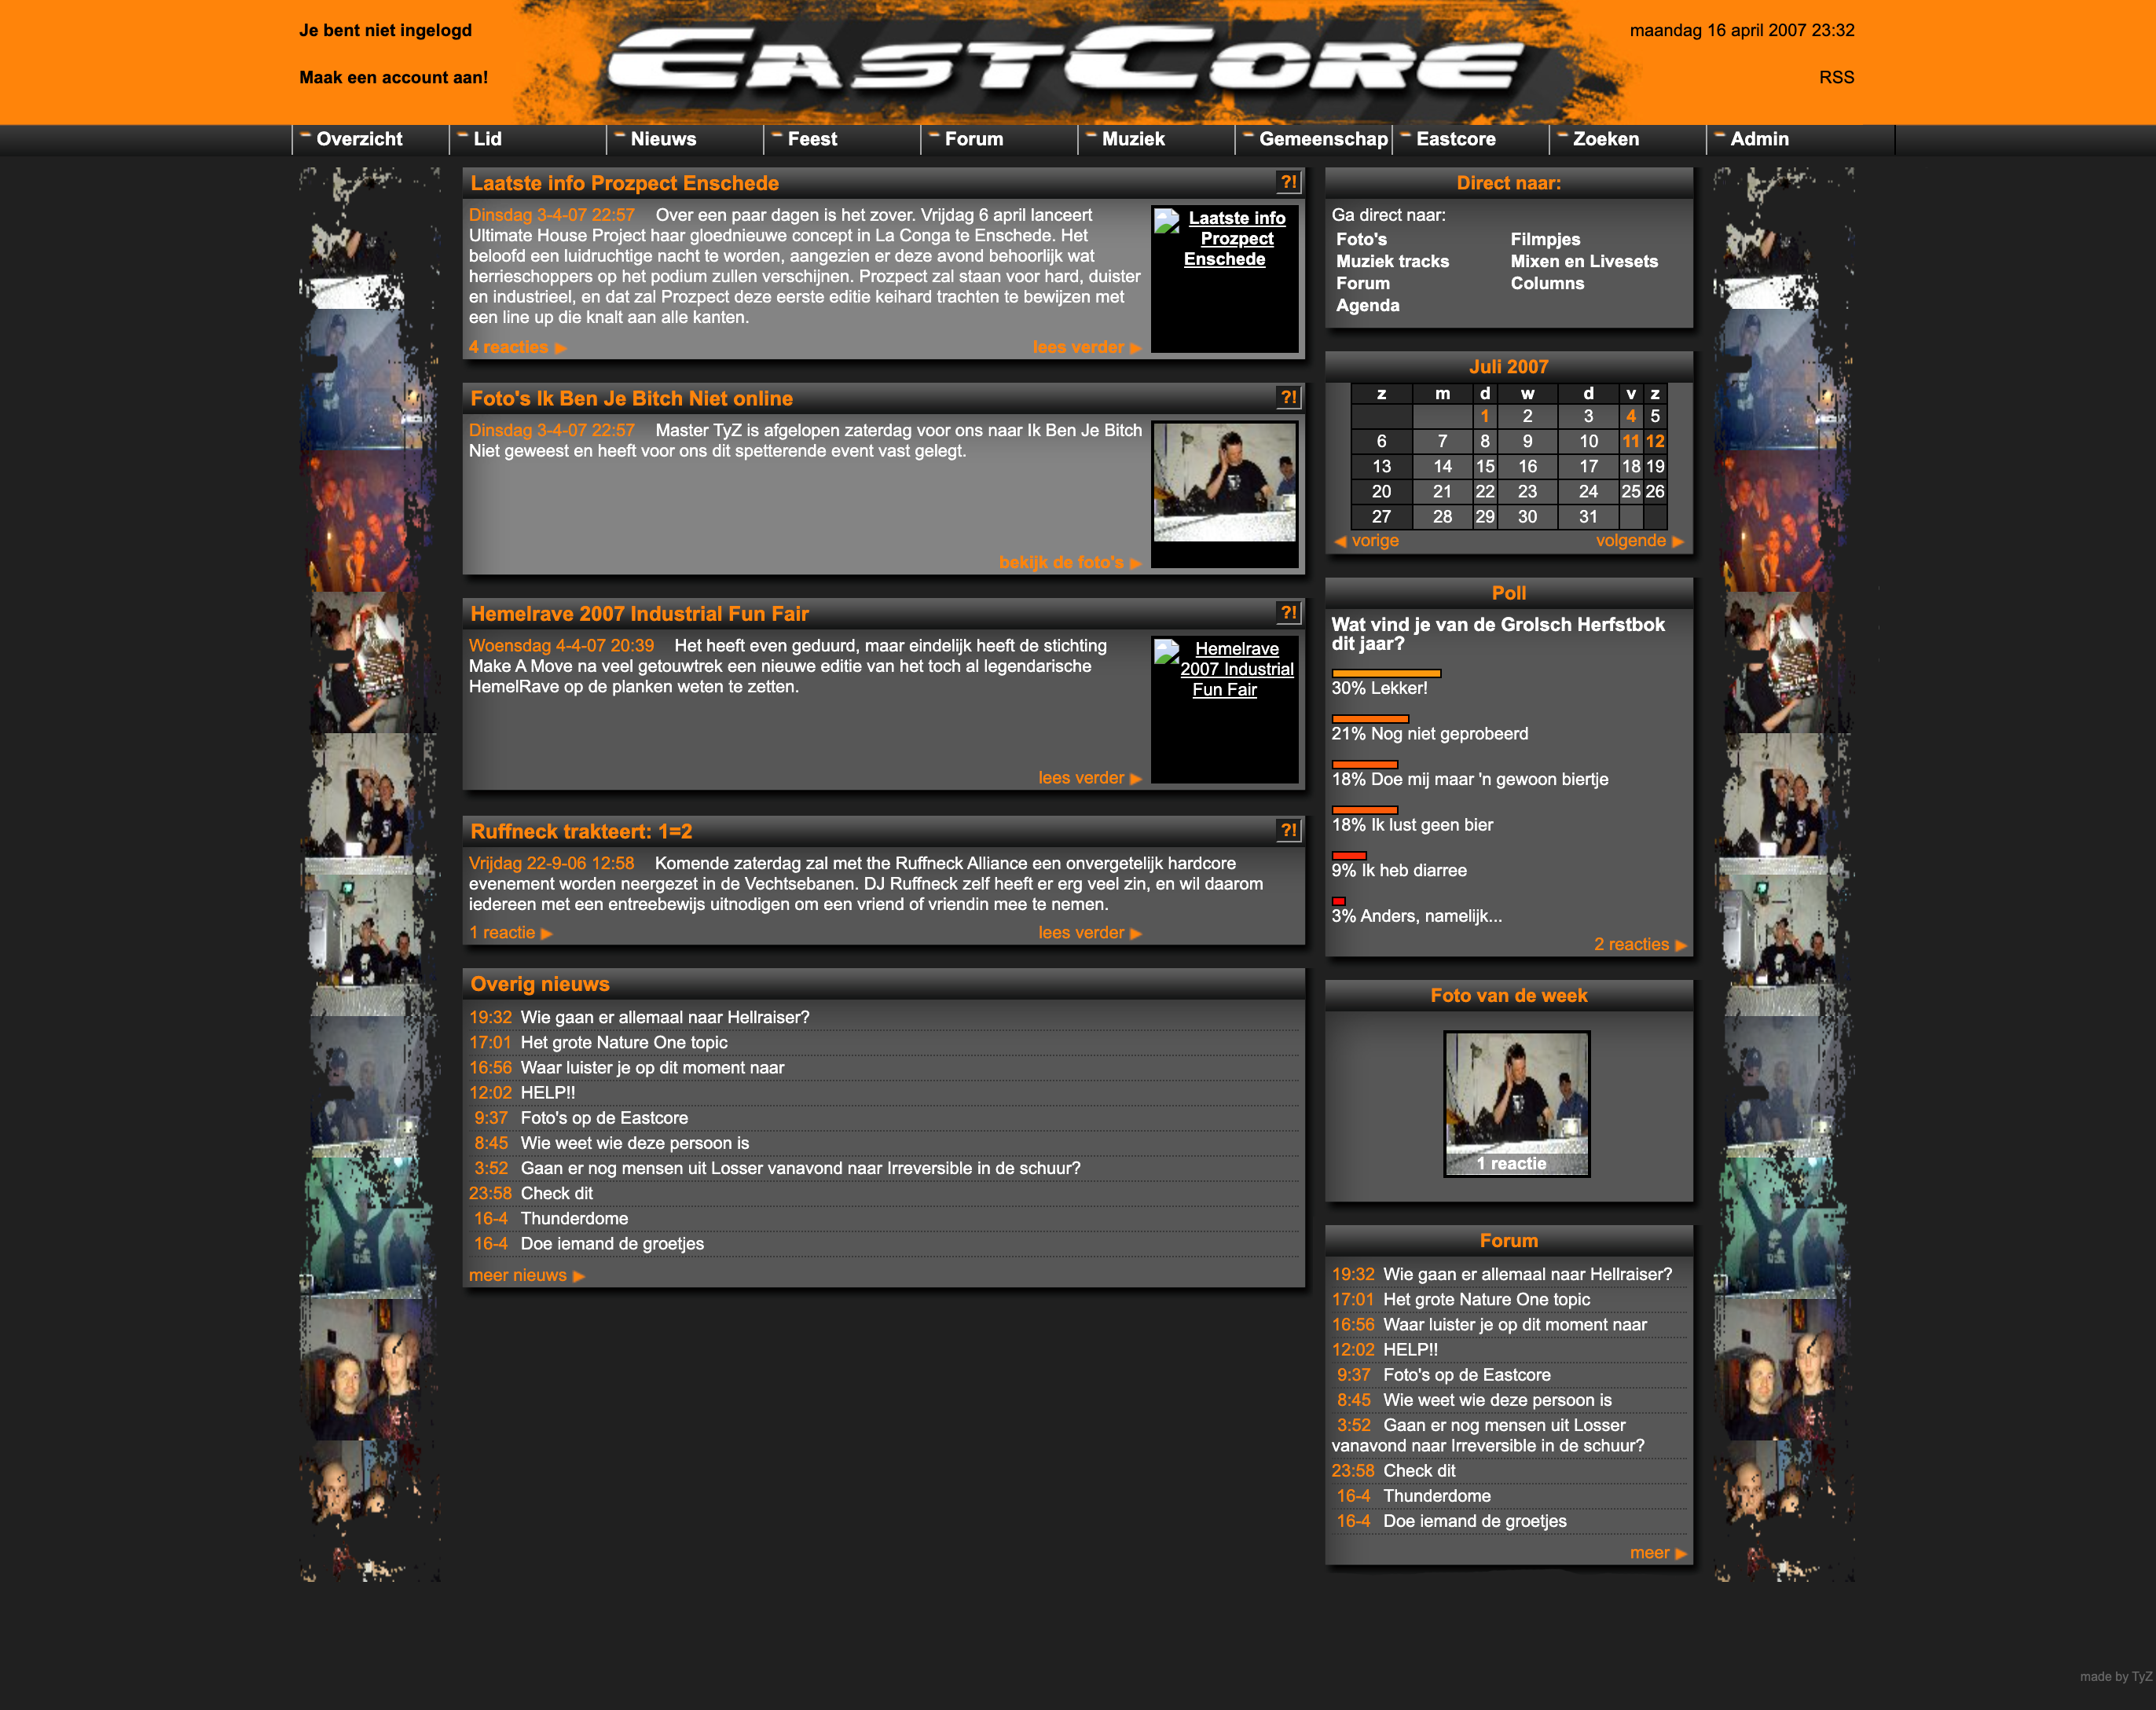 Je bent niet ingelogd
Maak een account aan!
EASTCORE
maandag 16 april 2007 23:32
RSS
Overzicht
Lid
Nieuws
Feest
Forum
Muziek
Gemeenschap
Eastcore
Zoeken
Admin
Laatste info Prozpect Enschede
?!
Dinsdag 3-4-07 22:57 Over een paar dagen is het zover. Vrijdag 6 april lanceert
Ultimate House Project haar gloednieuwe concept in La Conga te Enschede. Het
beloofd een luidruchtige nacht te worden, aangezien er deze avond behoorlijk wat
herrieschoppers op het podium zullen verschijnen. Prozpect zal staan voor hard, duister
en industrieel, en dat zal Prozpect deze eerste editie keihard trachten te bewijzen met
een line up die knalt aan alle kanten.
4 reacties ▶
lees verder ▶
Laatste info
Prozpect
Enschede
Foto's Ik Ben Je Bitch Niet online
?!
Dinsdag 3-4-07 22:57 Master TyZ is afgelopen zaterdag voor ons naar Ik Ben Je Bitch
Niet geweest en heeft voor ons dit spetterende event vast gelegt.
bekijk de foto's ▶
Hemelrave 2007 Industrial Fun Fair
?!
Woensdag 4-4-07 20:39 Het heeft even geduurd, maar eindelijk heeft de stichting
Make A Move na veel getouwtrek een nieuwe editie van het toch al legendarische
HemelRave op de planken weten te zetten.
lees verder ▶
Hemelrave
2007 Industrial
Fun Fair
Ruffneck trakteert: 1=2
?!
Vrijdag 22-9-06 12:58 Komende zaterdag zal met the Ruffneck Alliance een onvergetelijk hardcore
evenement worden neergezet in de Vechtsebanen. DJ Ruffneck zelf heeft er erg veel zin, en wil daarom
iedereen met een entreebewijs uitnodigen om een vriend of vriendin mee te nemen.
1 reactie ▶
lees verder ▶
Overig nieuws
19:32 Wie gaan er allemaal naar Hellraiser?
17:01 Het grote Nature One topic
16:56 Waar luister je op dit moment naar
12:02 HELP!!
9:37 Foto's op de Eastcore
8:45 Wie weet wie deze persoon is
3:52 Gaan er nog mensen uit Losser vanavond naar Irreversible in de schuur?
23:58 Check dit
16-4 Thunderdome
16-4 Doe iemand de groetjes
meer nieuws ▶
Direct naar:
Ga direct naar:
Foto's Filmpjes
Muziek tracks Mixen en Livesets
Forum Columns
Agenda
Juli 2007
z m d w d v z
1 2 3 4 5
6 7 8 9 10 11 12
13 14 15 16 17 18 19
20 21 22 23 24 25 26
27 28 29 30 31
◀ vorige
volgende ▶
Poll
Wat vind je van de Grolsch Herfstbok
dit jaar?
30% Lekker!
21% Nog niet geprobeerd
18% Doe mij maar 'n gewoon biertje
18% Ik lust geen bier
9% Ik heb diarree
3% Anders, namelijk...
2 reacties ▶
Foto van de week
1 reactie
Forum
19:32 Wie gaan er allemaal naar Hellraiser?
17:01 Het grote Nature One topic
16:56 Waar luister je op dit moment naar
12:02 HELP!!
9:37 Foto's op de Eastcore
8:45 Wie weet wie deze persoon is
3:52 Gaan er nog mensen uit Losser
vanavond naar Irreversible in de schuur?
23:58 Check dit
16-4 Thunderdome
16-4 Doe iemand de groetjes
meer ▶
made by TyZ